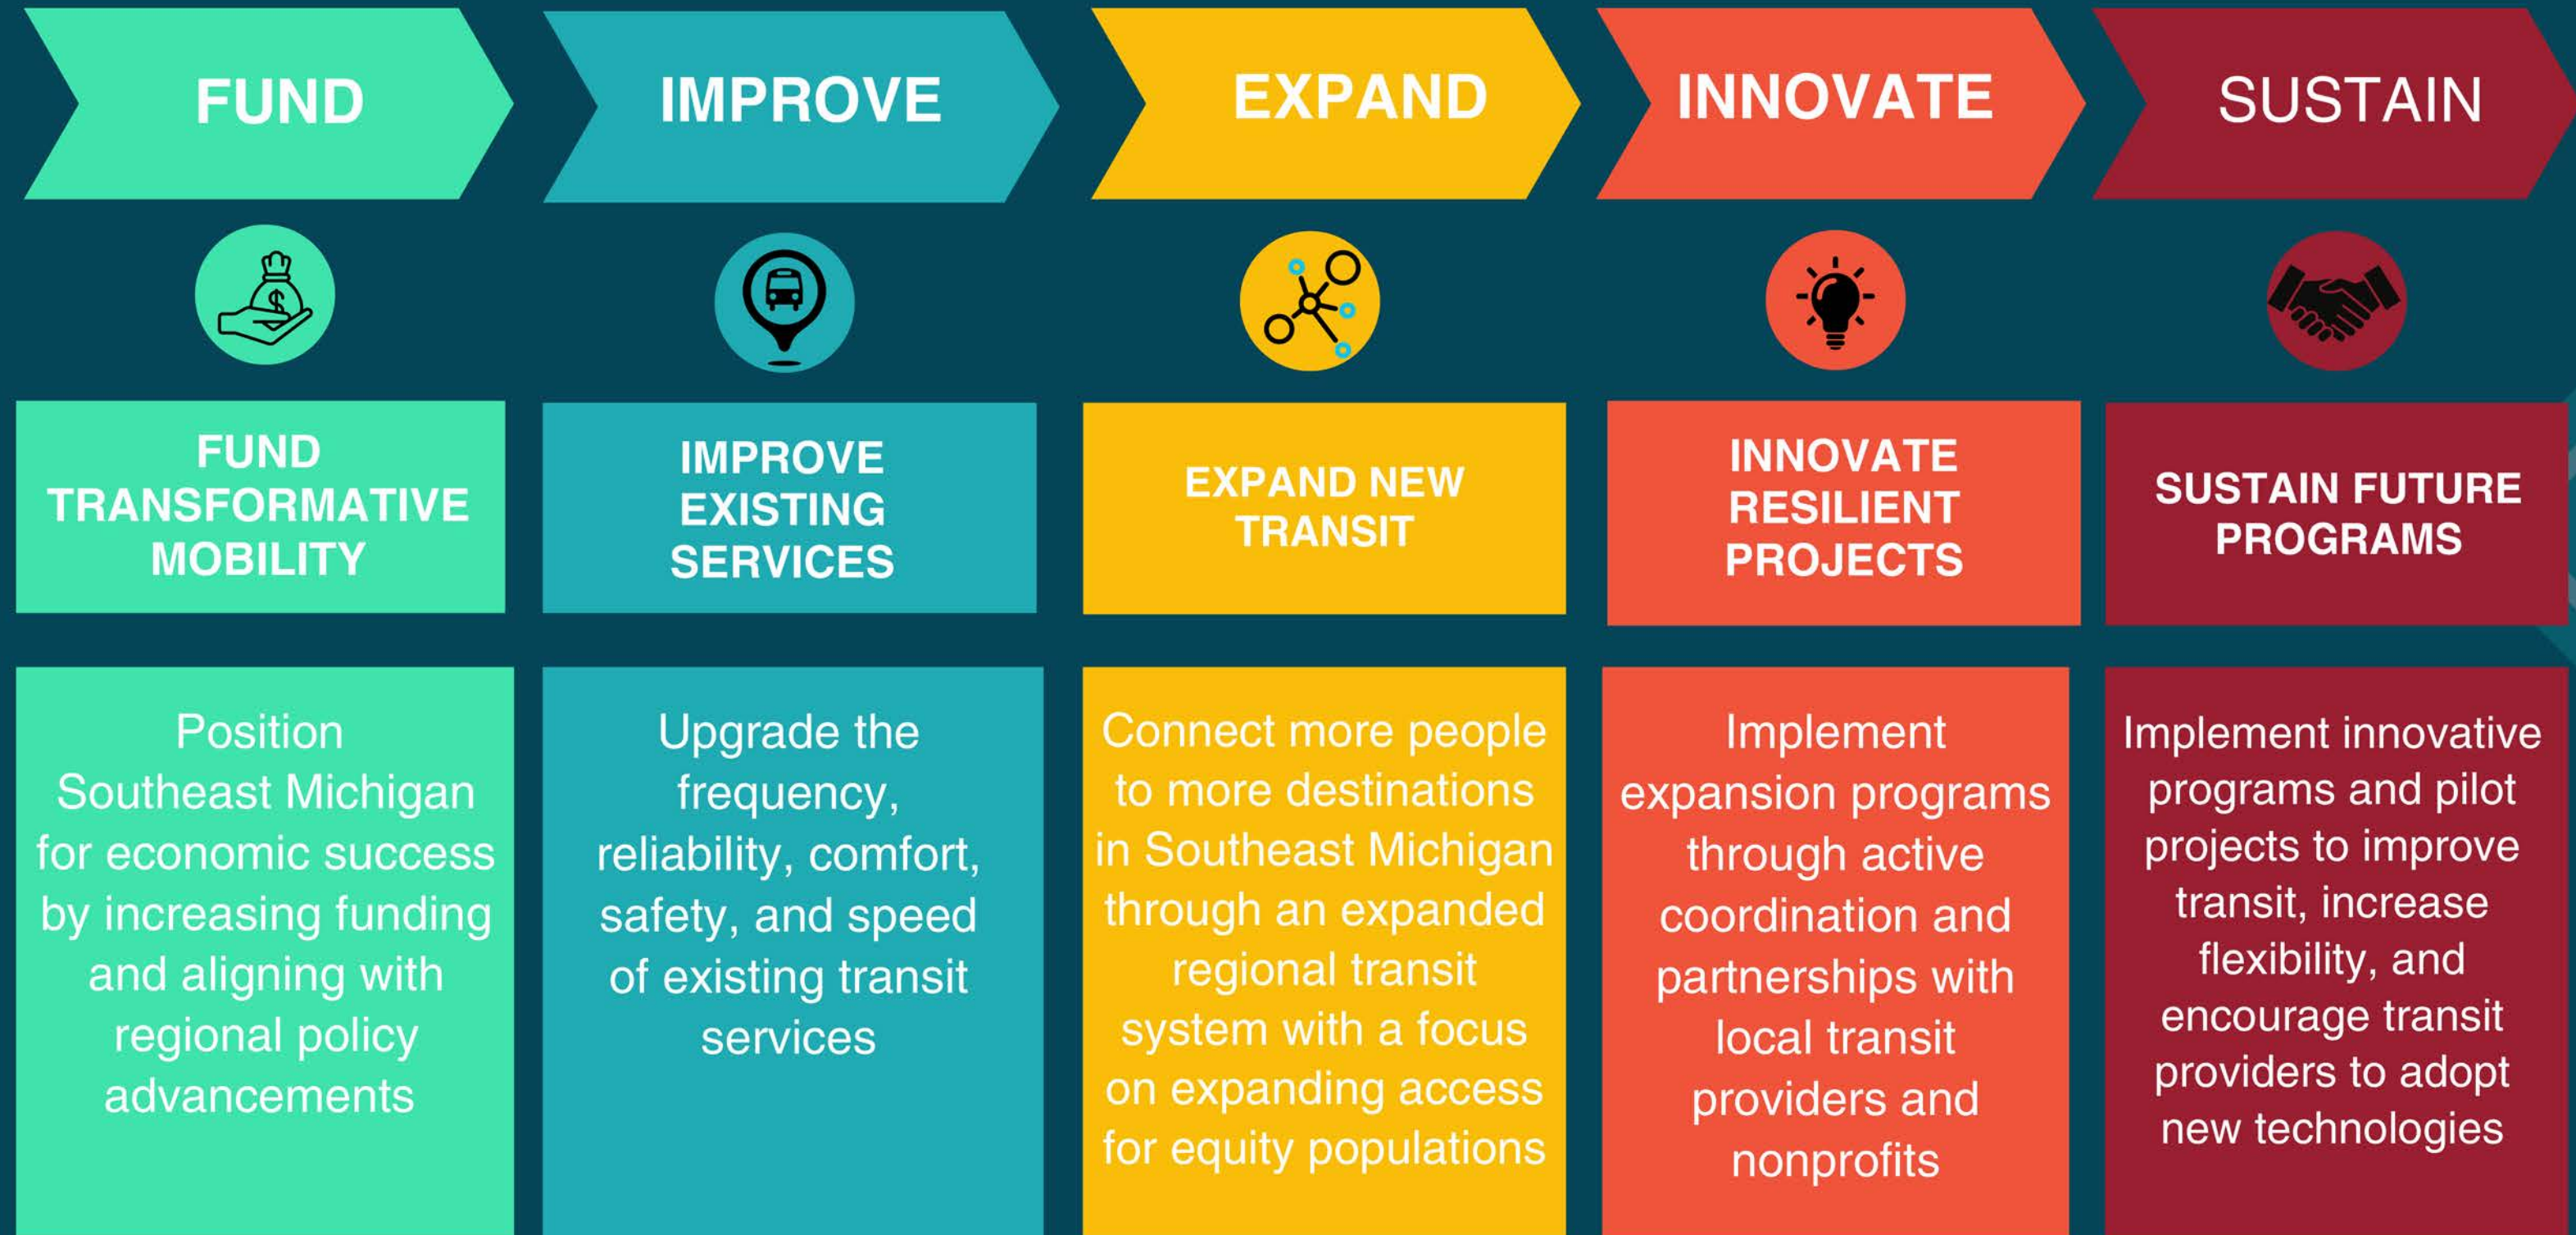 FUND
IMPROVE
EXPAND
INNOVATE
SUSTAIN
$
FUND
TRANSFORMATIVE
MOBILITY
IMPROVE
EXISTING
SERVICES
EXPAND NEW
TRANSIT
INNOVATE
RESILIENT
PROJECTS
SUSTAIN FUTURE
PROGRAMS
Position
Southeast Michigan
for economic success
by increasing funding
and aligning with
regional policy
advancements
Upgrade the
frequency,
reliability, comfort,
safety, and speed
of existing transit
services
Connect more people
to more destinations
in Southeast Michigan
through an expanded
regional transit
system with a focus
on expanding access
for equity populations
Implement
expansion programs
through active
coordination and
partnerships with
local transit
providers and
nonprofits
Implement innovative
programs and pilot
projects to improve
transit, increase
flexibility, and
encourage transit
providers to adopt
new technologies